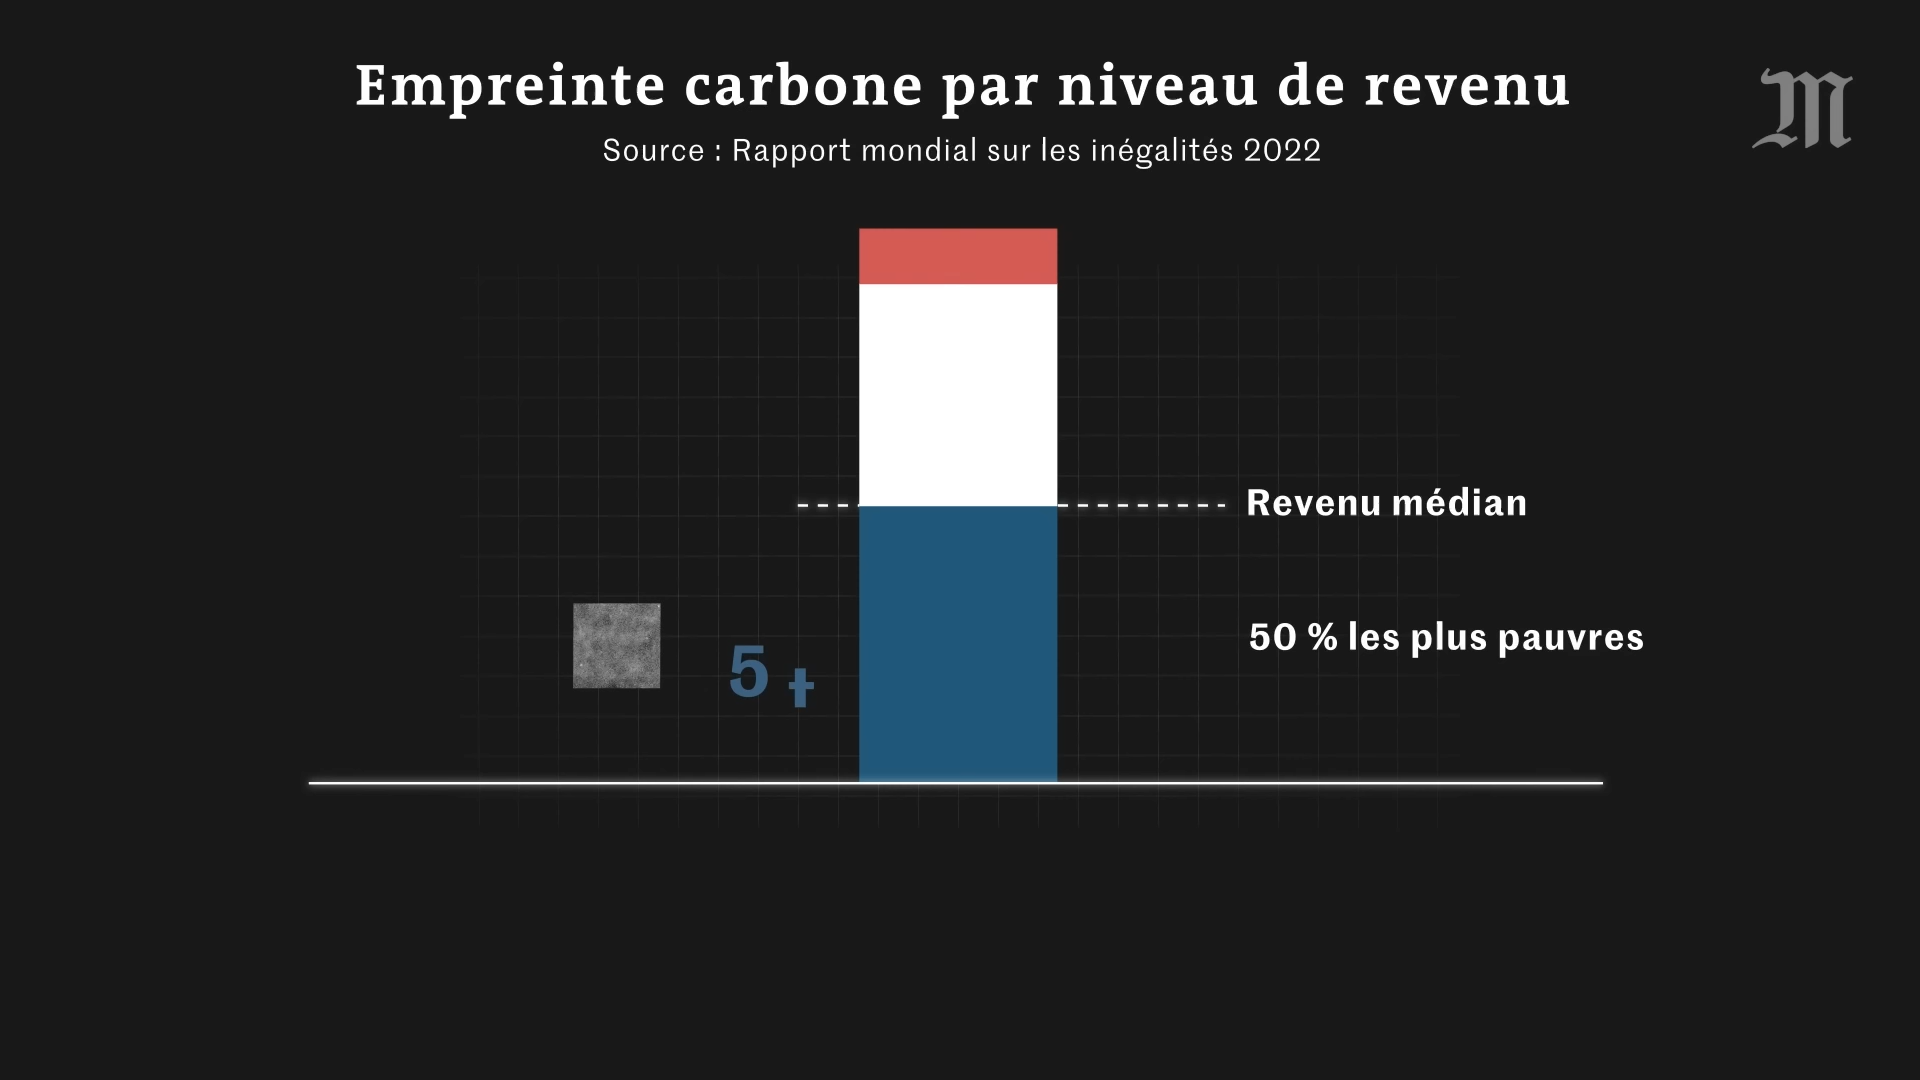 Empreinte carbone par niveau de revenu
M
Source : Rapport mondial sur les inégalités 2022
Revenu médian
50 % les plus pauvres
5 t